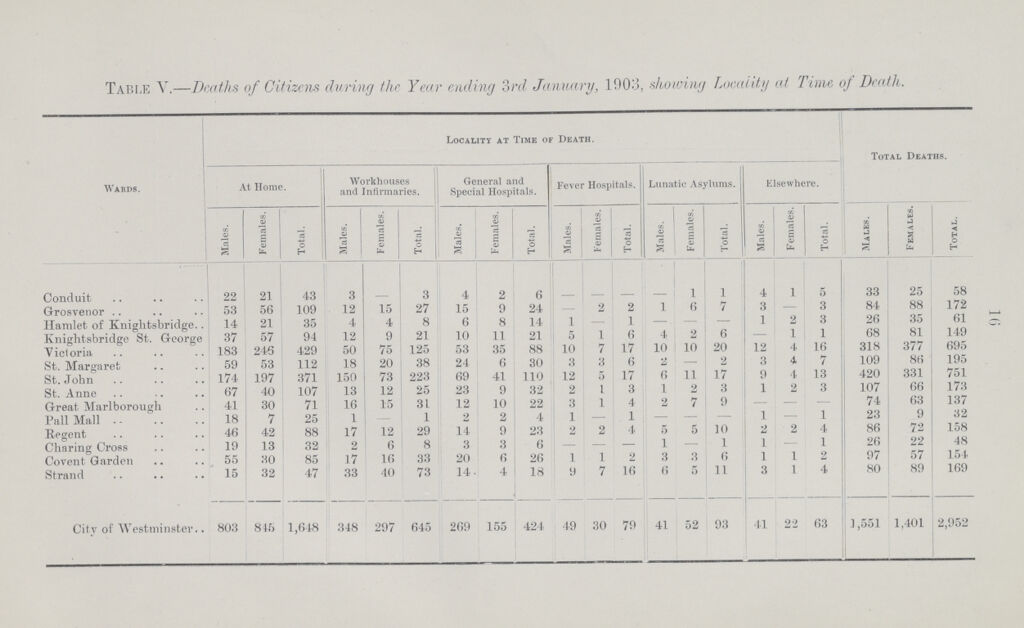 TABLE V.—Deaths of Citizens during the Year ending 3rd January, 1903, showing Locality at Time of Death.
WARDS. LOCALITY AT TIME OF DEATH. TOTAL DEATHS.
At Home. Workhouses and Infirmaries. General and Special Hospitals. Fever Hospitals. Lunatic Asylums. Elsewhere.
Males. Females. Total. Males. Females. Total. Males. Females. Total. Males. Females. Total. Males. Females. Total. Males. Females. Total. MALES. FEMALES. TOTAL.
Conduit .. .. .. 22 21 43 3 — 3 4 2 6 — — — — 1 1 4 1 5 33 25 58
Grosvenor .. .. .. 53 56 109 12 15 27 15 9 24 — 2 2 1 6 7 3 — 3 84 88 172
Hamlet of Knightsbridge.. 14 21 35 4 4 8 6 8 14 1 — 1 — — — 1 2 3 26 35 61
Knightsbridge St. George 37 57 94 12 9 21 10 11 21 5 1 6 4 2 6 — 1 1 68 81 149
Victoria .. .. .. 183 246 429 50 75 125 53 35 88 10 7 17 10 10 20 12 4 16 318 377 695
St. Margaret .. .. 59 53 112 18 20 38 24 6 30 3 3 6 2 — 2 3 4 7 109 86 195
St. John .. .. .. 174 197 371 150 73 223 69 41 110 12 5 17 6 11 17 9 4 13 420 331 751
St. Anne .. .. .. 67 40 107 13 12 25 23 9 32 2 1 3 1 2 3 1 2 3 107 66 173
Great Marlborough .. 41 30 71 16 15 31 12 10 22 3 1 4 2 7 9 — — — 74 63 137
Pall Mall .. .. .. 18 7 25 1 — 1 2 2 4 1 — 1 — — — 1 — 1 23 9 32
Regent .. .. .. 46 42 88 17 12 29 14 9 23 2 2 4 5 5 10 2 2 4 86 72 158
Charing Cross .. .. 19 13 32 2 6 8 3 3 6 — — — 1 — 1 1 — 1 26 22 48
Covent Garden .. .. 55 30 85 17 16 33 20 6 26 1 1 2 3 3 6 1 1 2 97 57 154
Strand .. .. .. 15 32 47 33 40 73 14 4 18 9 7 16 6 5 11 3 1 4 80 89 169
City of Westminster.. 803 845 1,648 348 297 645 269 155 424 49 30 79 41 52 93 41 22 63 1,551 1,401 2,952
16